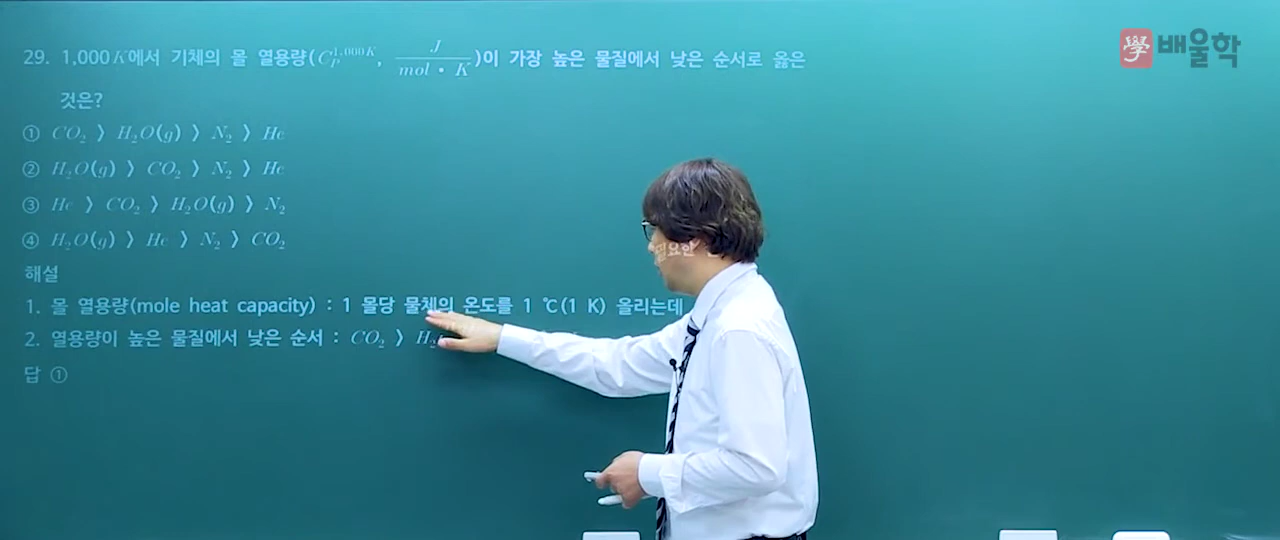 學 배울학
29. 1,000K에서 기체의 몰 열용량(C_P^{1,000K}, \frac{J}{mol · K})이 가장 높은 물질에서 낮은 순서로 옳은
것은?
① CO₂ 〉 H₂O(g) 〉 N₂ 〉 He
② H₂O(g) 〉 CO₂ 〉 N₂ 〉 He
③ He 〉 CO₂ 〉 H₂O(g) 〉 N₂
④ H₂O(g) 〉 He 〉 N₂ 〉 CO₂
해설
1. 몰 열용량(mole heat capacity) : 1 몰당 물체의 온도를 1 ℃(1 K) 올리는데
2. 열용량이 높은 물질에서 낮은 순서 : CO₂ 〉 H₂
답 ①